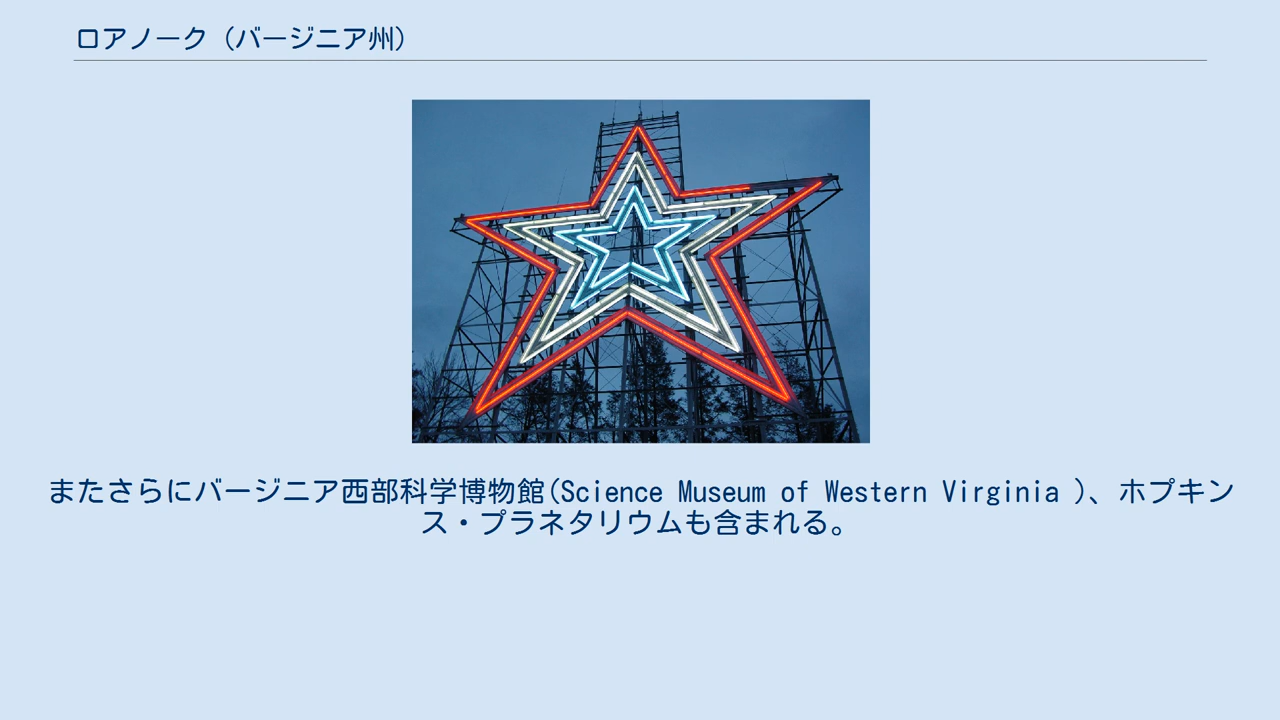 ロアノーク (バージニア州)
またさらにバージニア西部科学博物館(Science Museum of Western Virginia )、ホプキン
ス・プラネタリウムも含まれる。